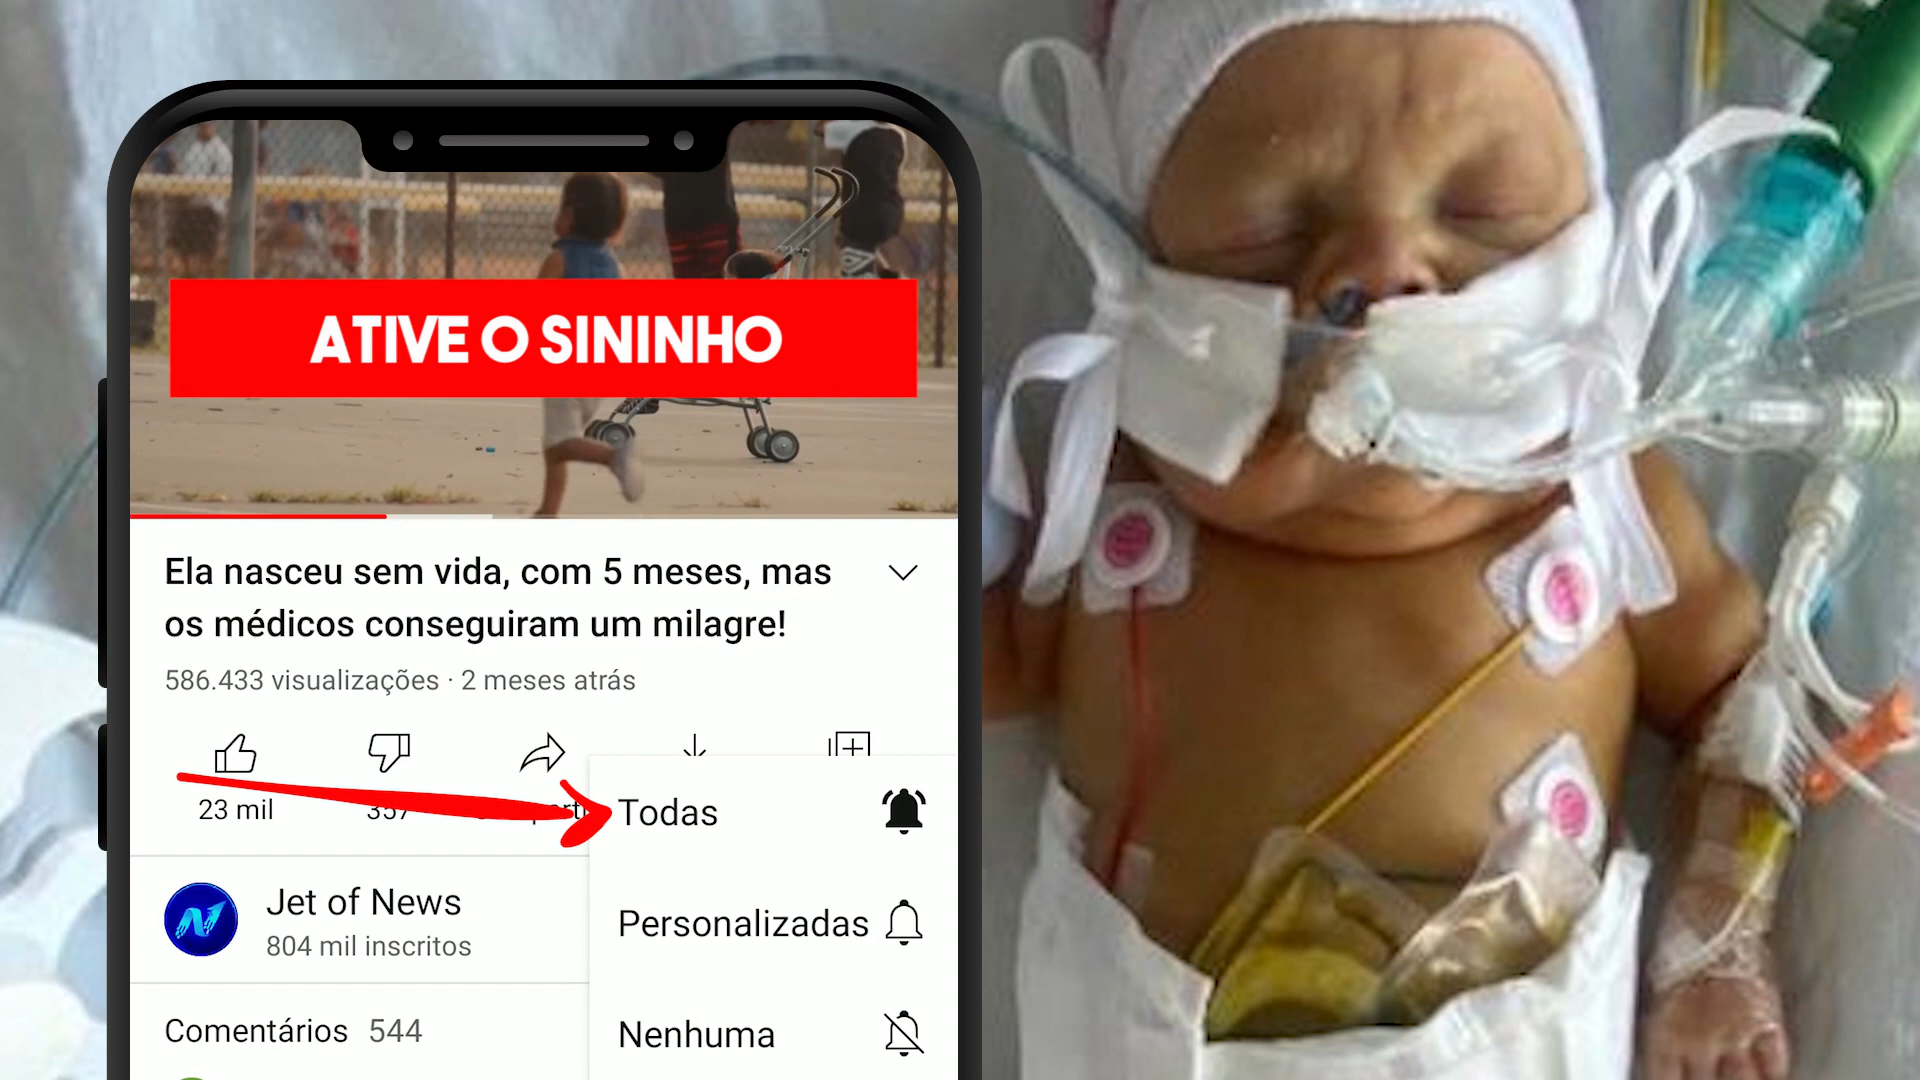 ATIVE O SININHO
Ela nasceu sem vida, com 5 meses, mas
os médicos conseguiram um milagre!
586.433 visualizações · 2 meses atrás
23 mil
357
Todas
Jet of News
804 mil inscritos
Personalizadas
Comentários 544
Nenhuma